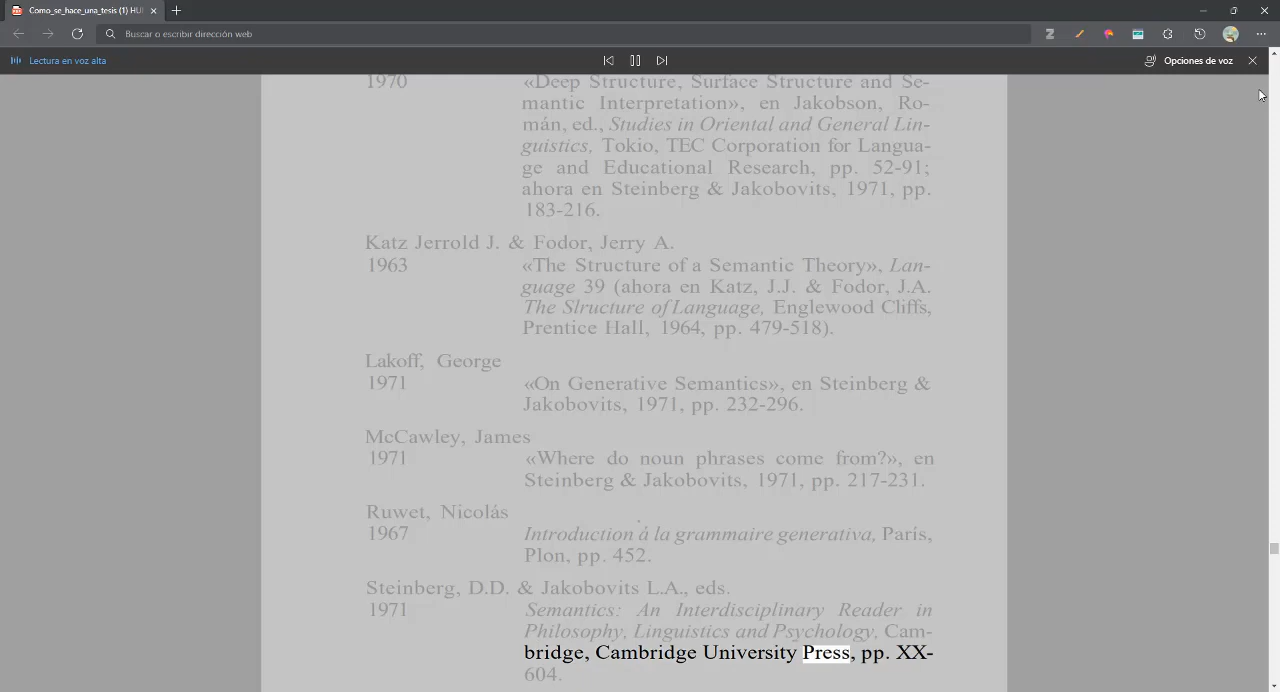 Como_se_hace_una_tesis (1) HU
Buscar o escribir dirección web
Lectura en voz alta
Opciones de voz
1970 «Deep Structure, Surface Structure and Se-
mantic Interpretation», en Jakobson, Ro-
mán, ed., Studies in Oriental and General Lin-
guistics, Tokio, TEC Corporation for Langua-
ge and Educational Research, pp. 52-91;
ahora en Steinberg & Jakobovits, 1971, pp.
183-216.
Katz Jerrold J. & Fodor, Jerry A.
1963 «The Structure of a Semantic Theory», Lan-
guage 39 (ahora en Katz, J.J. & Fodor, J.A.
The Slructure of Language, Englewood Cliffs,
Prentice Hall, 1964, pp. 479-518).
Lakoff, George
1971 «On Generative Semantics», en Steinberg &
Jakobovits, 1971, pp. 232-296.
McCawley, James
1971 «Where do noun phrases come from?», en
Steinberg & Jakobovits, 1971, pp. 217-231.
Ruwet, Nicolás
1967 Introduction á la grammaire generativa, París,
Plon, pp. 452.
Steinberg, D.D. & Jakobovits L.A., eds.
1971 Semantics: An Interdisciplinary Reader in
Philosophy, Linguistics and Psychology, Cam-
bridge, Cambridge University Press, pp. XX-
604.